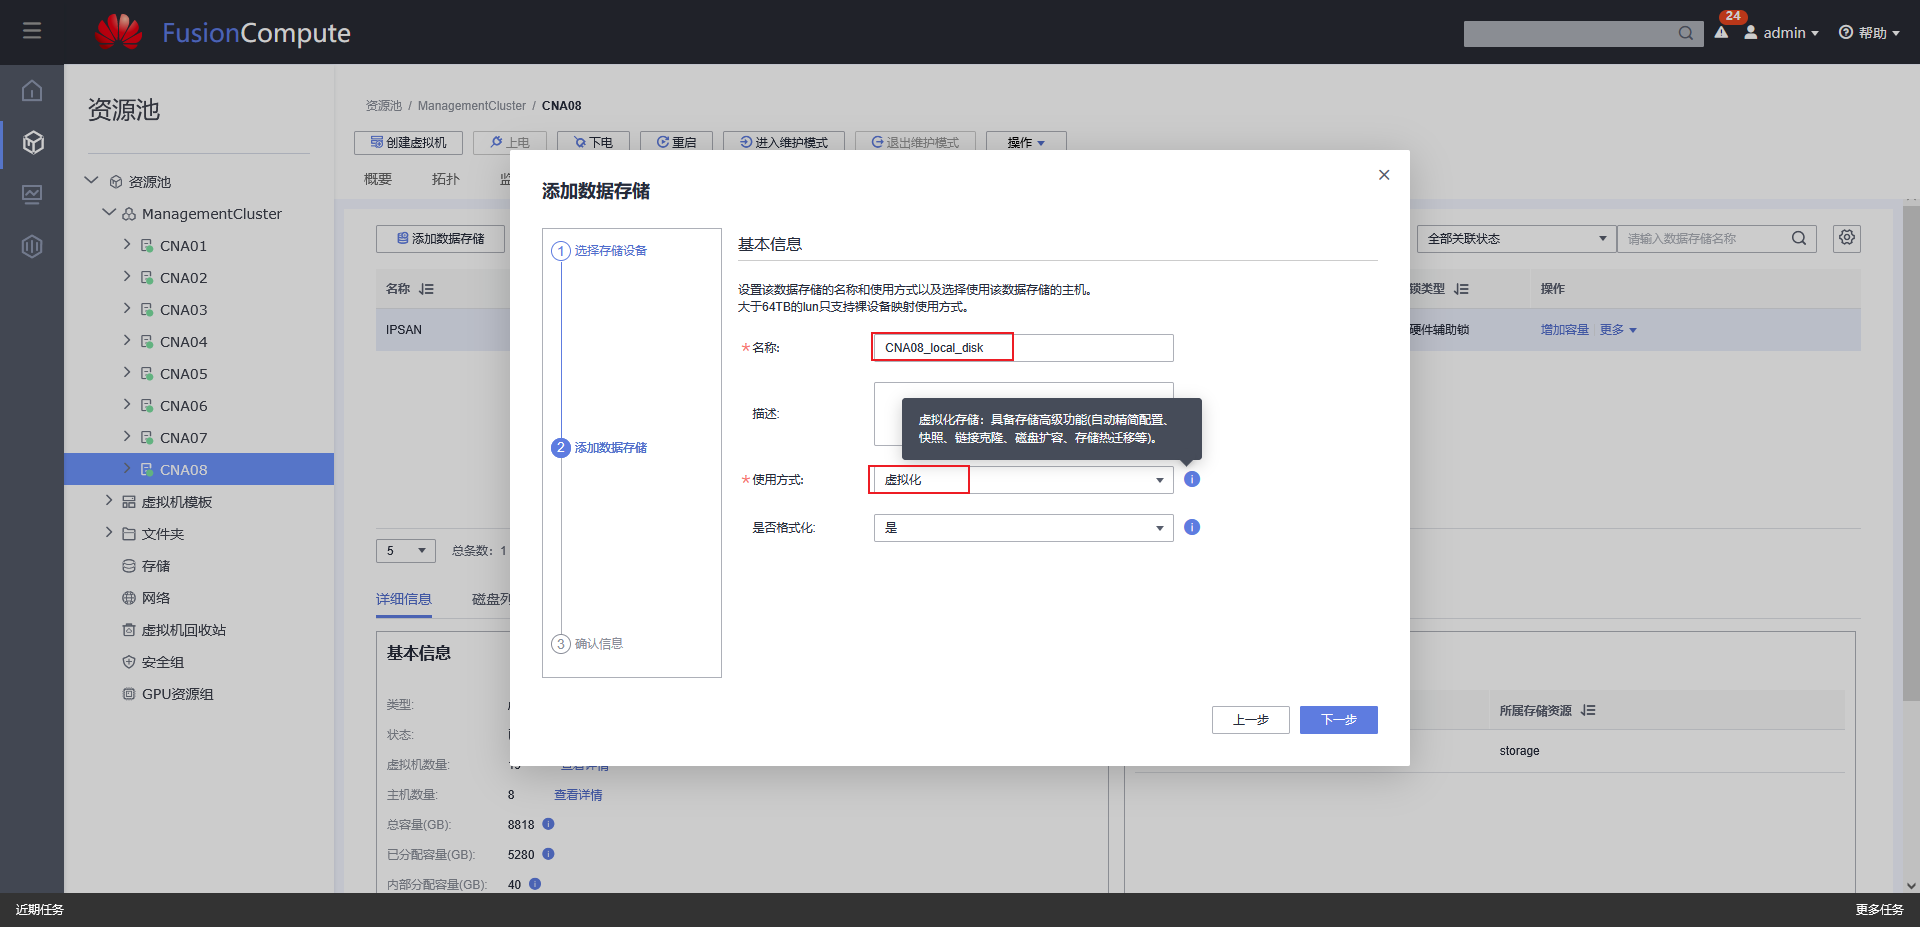 FusionCompute
24
admin
帮助
资源池
资源池 / ManagementCluster / CNA08
创建虚拟机
上电
下电
重启
进入维护模式
退出维护模式
操作
概要
拓扑
资源池
ManagementCluster
CNA01
CNA02
CNA03
CNA04
CNA05
CNA06
CNA07
CNA08
虚拟机模板
文件夹
存储
网络
虚拟机回收站
安全组
GPU资源组
添加数据存储
全部关联状态
请输入数据存储名称
名称
锁类型
操作
IPSAN
硬件辅助锁
增加容量
更多
5
总条数: 1
详细信息
磁盘列
基本信息
类型:
状态:
虚拟机数量:
查看详情
主机数量:
8
查看详情
总容量(GB):
8818
已分配容量(GB):
5280
内部分配容量(GB):
40
所属存储资源
storage
添加数据存储
1 选择存储设备
2 添加数据存储
3 确认信息
基本信息
设置该数据存储的名称和使用方式以及选择使用该数据存储的主机。
大于64TB的lun只支持裸设备映射使用方式。
*名称:
CNA08_local_disk
描述:
虚拟化存储：具备存储高级功能(自动精简配置、
快照、链接克隆、磁盘扩容、存储热迁移等)。
*使用方式:
虚拟化
是否格式化:
是
上一步
下一步
近期任务
更多任务